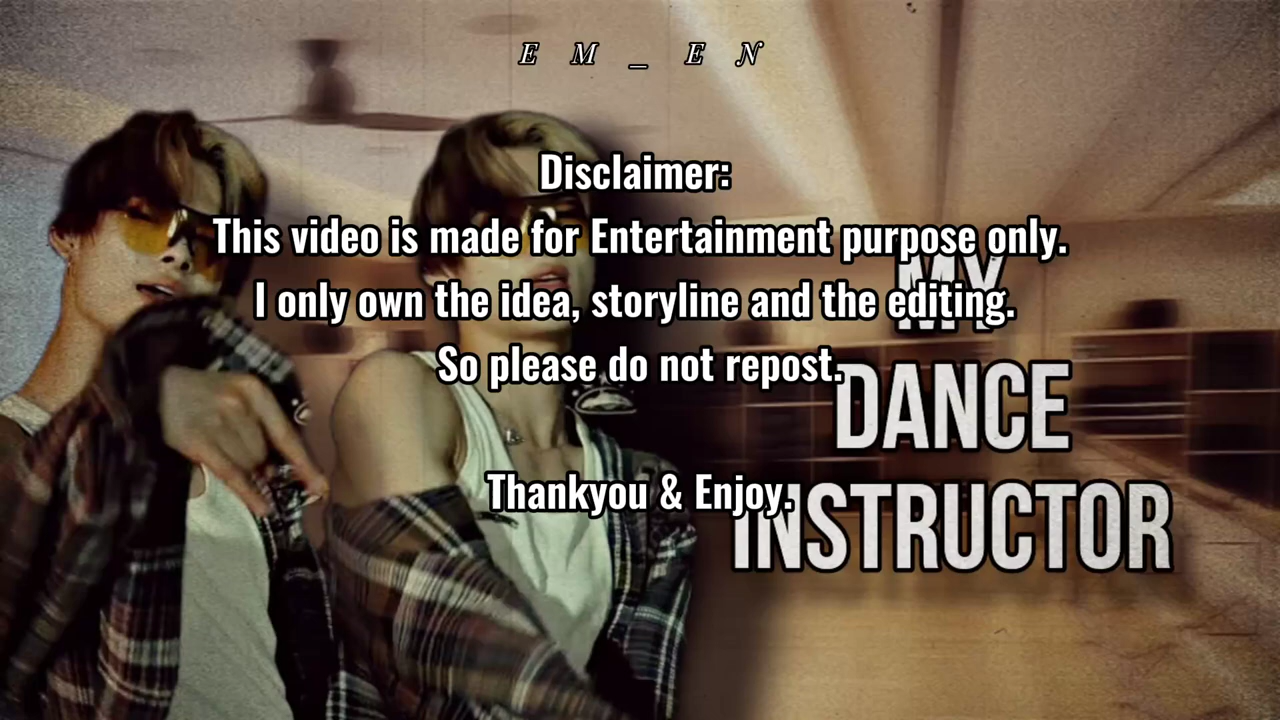 E M _ E N
Disclaimer:
This video is made for Entertainment purpose only.
I only own the idea, storyline and the editing.
So please do not repost.
Thankyou & Enjoy.
MY
DANCE
INSTRUCTOR